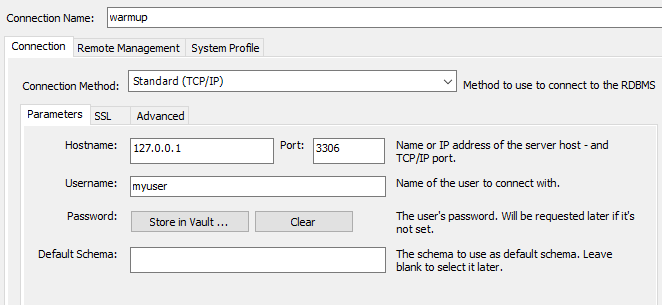 Connection Name: warmup
Connection Remote Management System Profile
Connection Method: Standard (TCP/IP) Method to use to connect to the RDBMS
Parameters SSL Advanced
Hostname: 127.0.0.1 Port: 3306 Name or IP address of the server host - and
TCP/IP port.
Username: myuser Name of the user to connect with.
Password: Store in Vault ... Clear The user's password. Will be requested later if it's
not set.
Default Schema: The schema to use as default schema. Leave
blank to select it later.